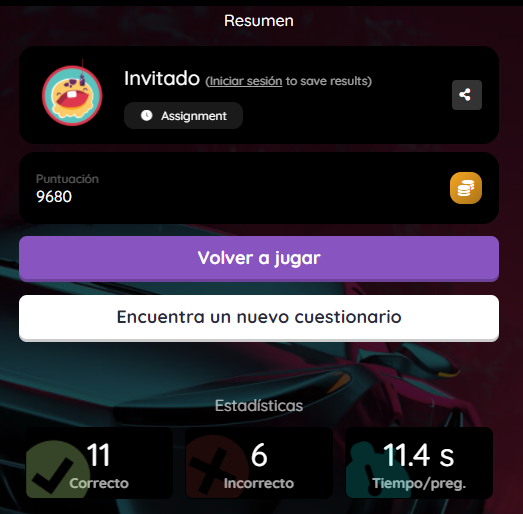 Resumen
Invitado (Iniciar sesión to save results)
Assignment
Puntuación
9680
Volver a jugar
Encuentra un nuevo cuestionario
Estadísticas
11 6 11.4 s
Correcto Incorrecto Tiempo/preg.